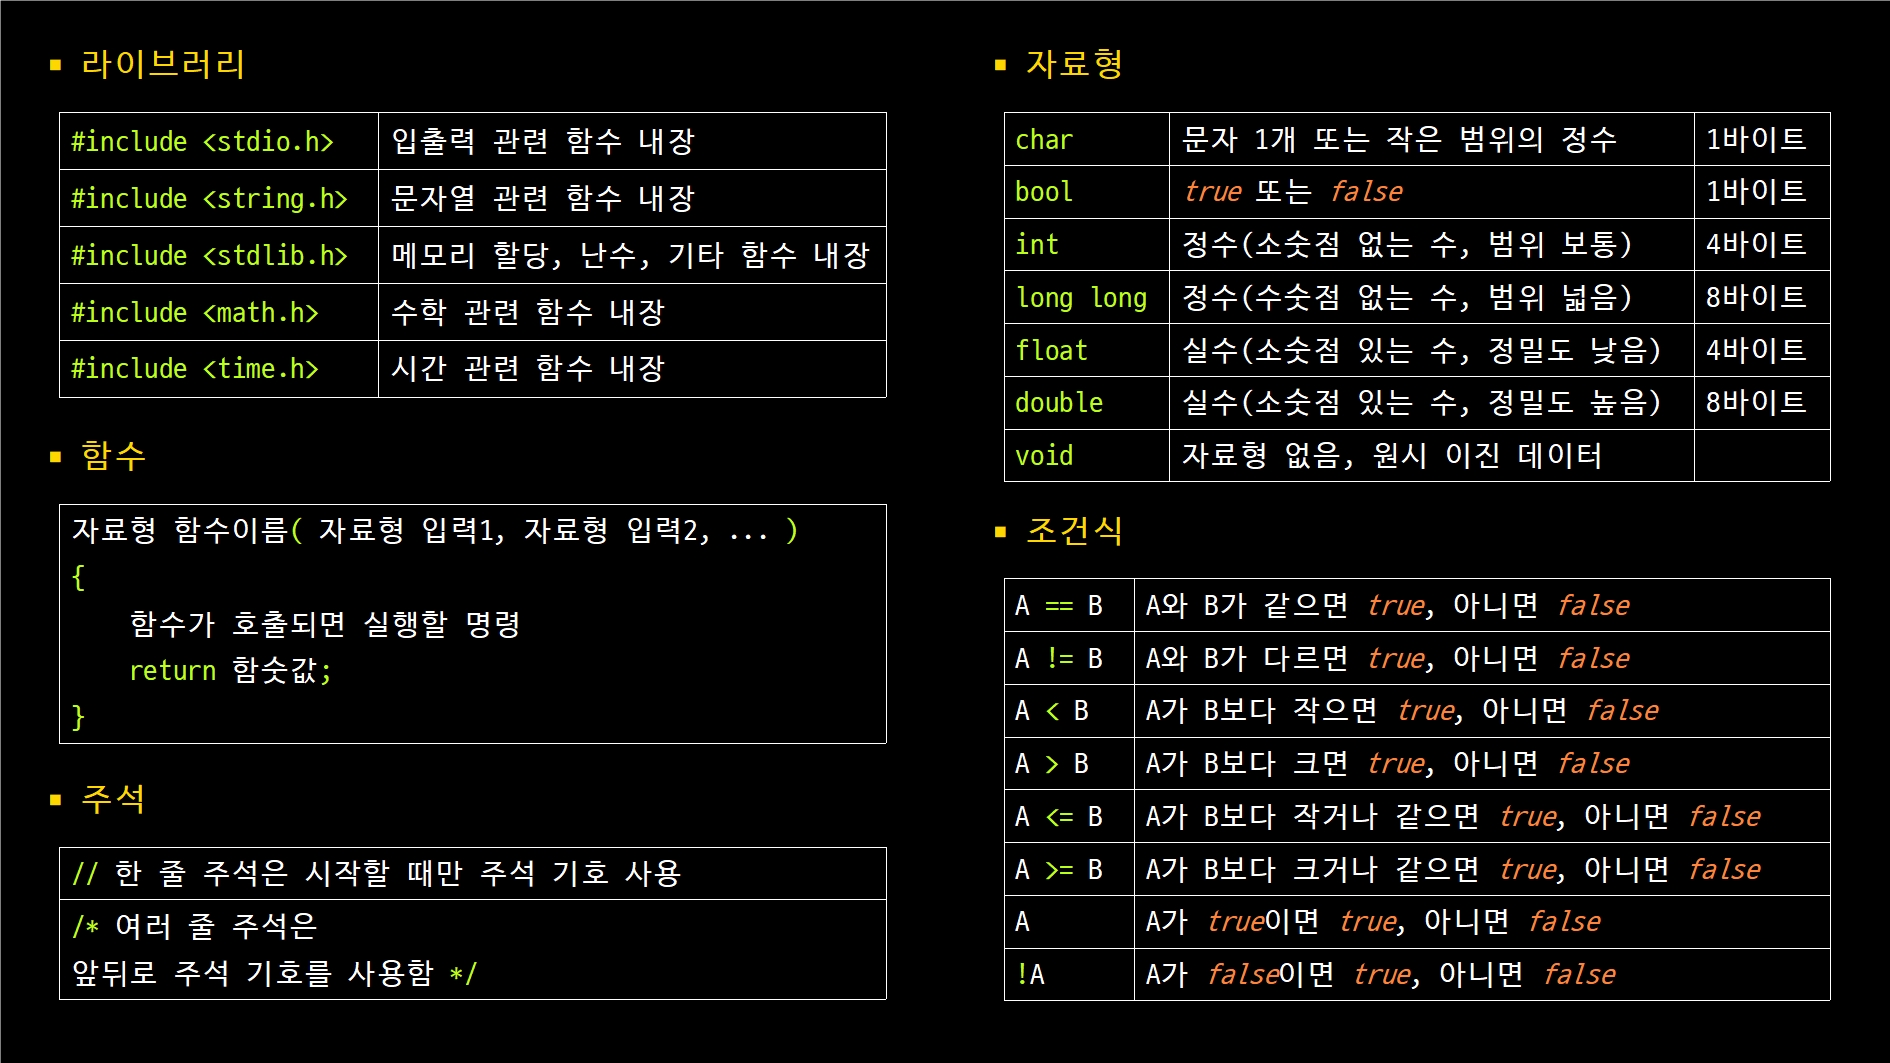 ▪ 라이브러리
#include <stdio.h> 입출력 관련 함수 내장
#include <string.h> 문자열 관련 함수 내장
#include <stdlib.h> 메모리 할당, 난수, 기타 함수 내장
#include <math.h> 수학 관련 함수 내장
#include <time.h> 시간 관련 함수 내장
▪ 함수
자료형 함수이름( 자료형 입력1, 자료형 입력2, ... )
{
함수가 호출되면 실행할 명령
return 함숫값;
}
▪ 주석
// 한 줄 주석은 시작할 때만 주석 기호 사용
/* 여러 줄 주석은
앞뒤로 주석 기호를 사용함 */
▪ 자료형
char 문자 1개 또는 작은 범위의 정수 1바이트
bool true 또는 false 1바이트
int 정수(소숫점 없는 수, 범위 보통) 4바이트
long long 정수(수숫점 없는 수, 범위 넓음) 8바이트
float 실수(소숫점 있는 수, 정밀도 낮음) 4바이트
double 실수(소숫점 있는 수, 정밀도 높음) 8바이트
void 자료형 없음, 원시 이진 데이터
▪ 조건식
A == B A와 B가 같으면 true, 아니면 false
A != B A와 B가 다르면 true, 아니면 false
A < B A가 B보다 작으면 true, 아니면 false
A > B A가 B보다 크면 true, 아니면 false
A <= B A가 B보다 작거나 같으면 true, 아니면 false
A >= B A가 B보다 크거나 같으면 true, 아니면 false
A A가 true이면 true, 아니면 false
!A A가 false이면 true, 아니면 false